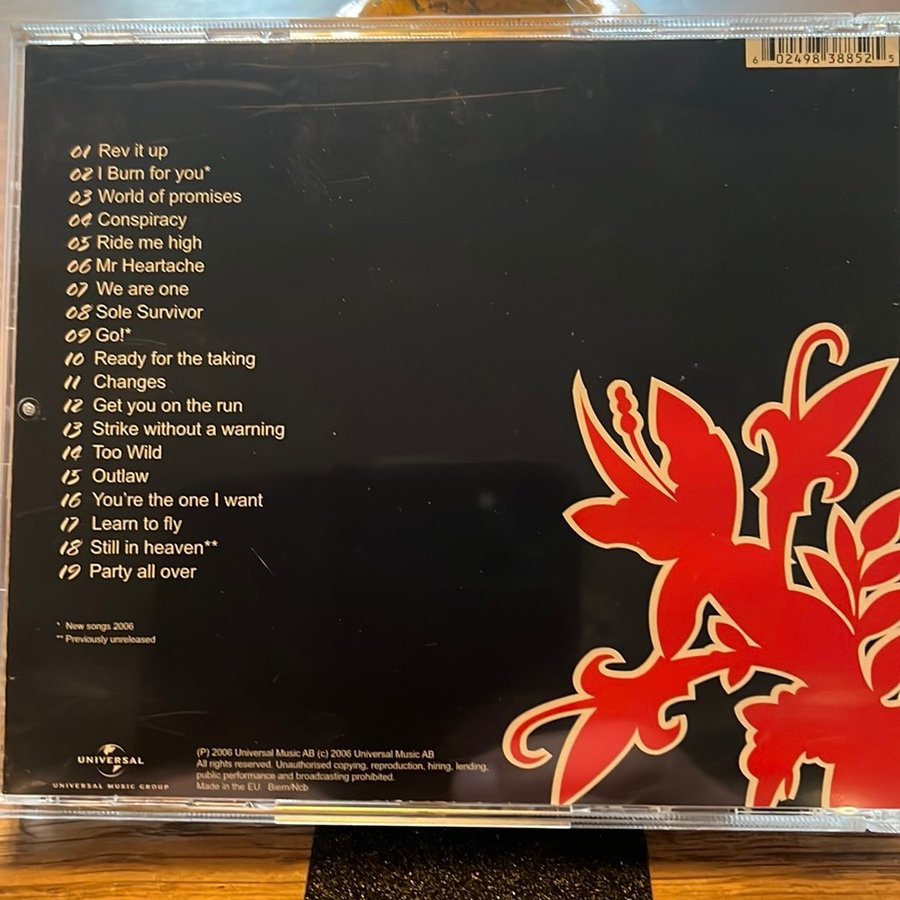 6 02498 38852 5
01 Rev it up
02 I Burn for you*
03 World of promises
04 Conspiracy
05 Ride me high
06 Mr Heartache
07 We are one
08 Sole Survivor
09 Go!*
10 Ready for the taking
11 Changes
12 Get you on the run
13 Strike without a warning
14 Too Wild
15 Outlaw
16 You're the one I want
17 Learn to fly
18 Still in heaven**
19 Party all over
* New songs 2006
** Previously unreleased
UNIVERSAL
UNIVERSAL MUSIC GROUP
(P) 2006 Universal Music AB (c) 2006 Universal Music AB
All rights reserved. Unauthorised copying, reproduction, hiring, lending,
public performance and broadcasting prohibited.
Made in the EU. Biem/Ncb